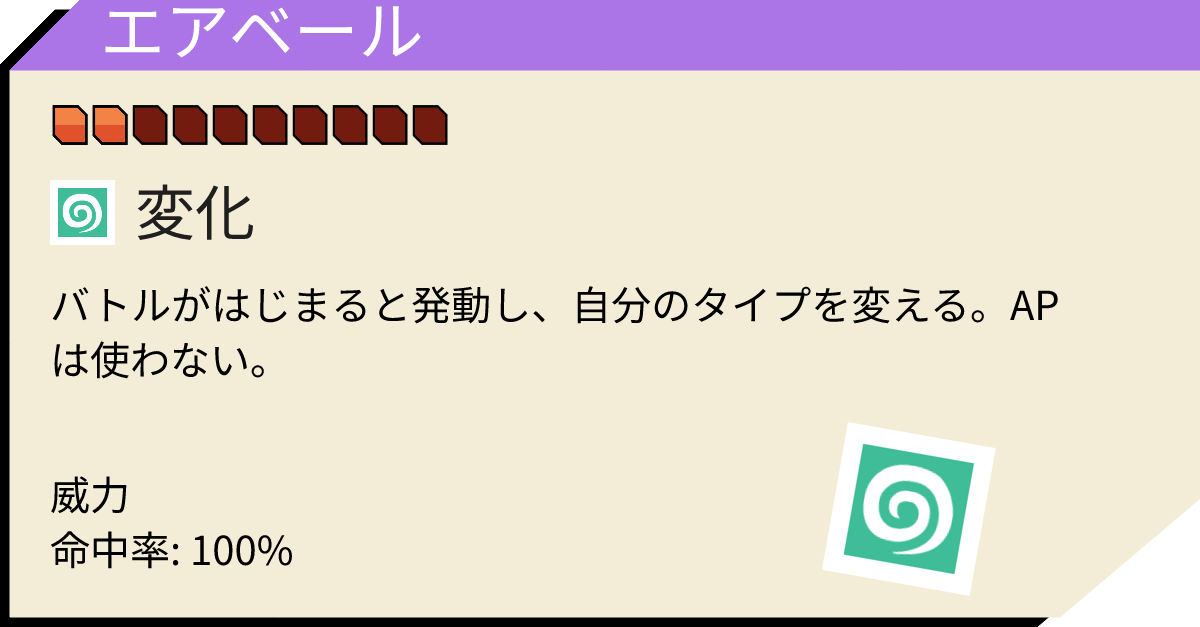 エアベール
変化
バトルがはじまると発動し、自分のタイプを変える。AP
は使わない。
威力
命中率: 100%